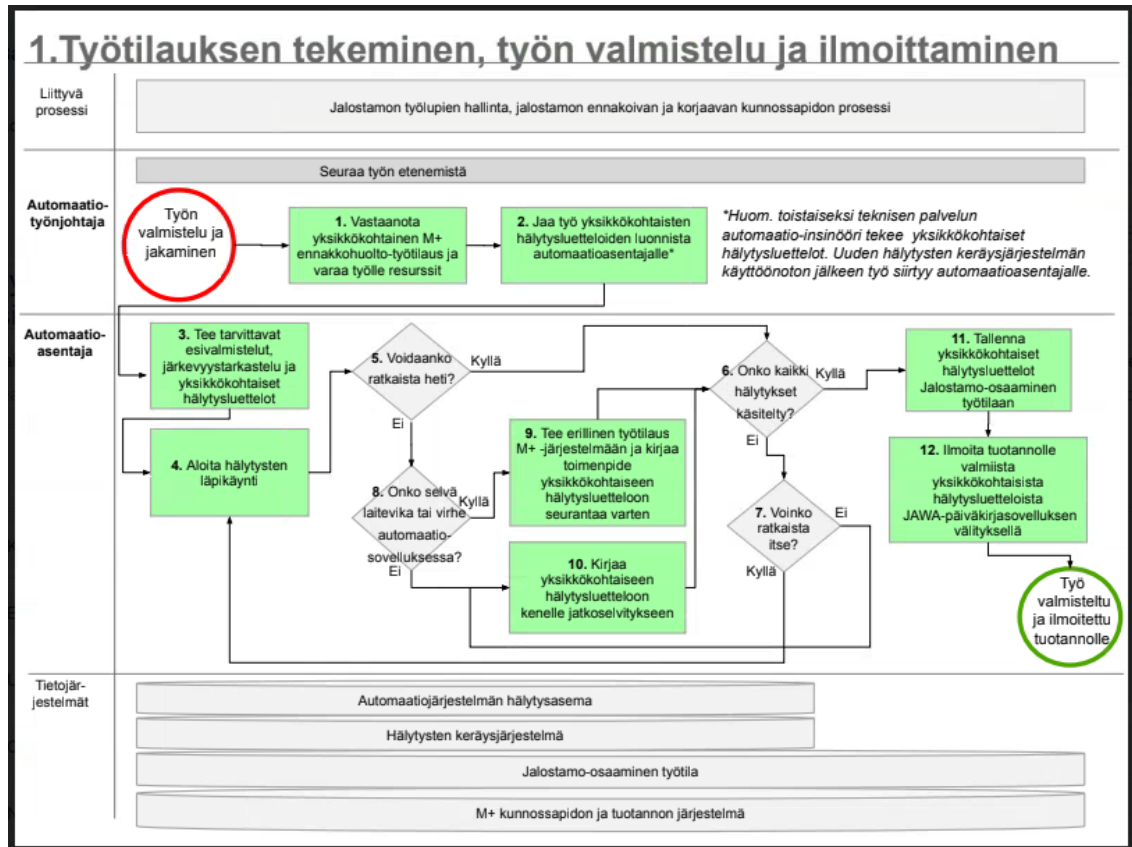 1.Työtilauksen tekeminen, työn valmistelu ja ilmoittaminen
Liittyvä
prosessi
Jalostamon työlupien hallinta, jalostamon ennakoivan ja korjaavan kunnossapidon prosessi
Seuraa työn etenemistä
Automaatio-
työnjohtaja
Työn
valmistelu ja
jakaminen
1. Vastaanota
yksikkökohtainen M+
ennakkohuolto-työtilaus ja
varaa työlle resurssit
2. Jaa työ yksikkökohtaisten
hälytysluetteloiden luonnista
automaatioasentajalle*
*Huom. toistaiseksi teknisen palvelun
automaatio-insinööri tekee yksikkökohtaiset
hälytysluettelot. Uuden hälytysten keräysjärjestelmän
käyttöönoton jälkeen työ siirtyy automaatioasentajalle.
Automaatio-
asentaja
3. Tee tarvittavat
esivalmistelut,
järkevyystarkastelu ja
yksikkökohtaiset
hälytysluettelot
4. Aloita hälytysten
läpikäynti
5. Voidaanko
ratkaista heti?
Kyllä
Ei
8. Onko selvä
laitevika tai virhe
automaatio-
sovelluksessa?
Kyllä
Ei
9. Tee erillinen työtilaus
M+ -järjestelmään ja kirjaa
toimenpide
yksikkökohtaiseen
hälytysluetteloon
seurantaa varten
10. Kirjaa
yksikkökohtaiseen
hälytysluetteloon
kenelle jatkoselvitykseen
6. Onko kaikki
hälytykset
käsitelty?
Kyllä
Ei
7. Voinko
ratkaista
itse?
Ei
Kyllä
11. Tallenna
yksikkökohtaiset
hälytysluettelot
Jalostamo-osaaminen
työtilaan
12. Ilmoita tuotannolle
valmiista
yksikkökohtaisista
hälytysluetteloista
JAWA-päiväkirjasovelluksen
välityksellä
Työ
valmisteltu
ja ilmoitettu
tuotannolle
Tietojär-
jestelmät
Automaatiojärjestelmän hälytysasema
Hälytysten keräysjärjestelmä
Jalostamo-osaaminen työtila
M+ kunnossapidon ja tuotannon järjestelmä